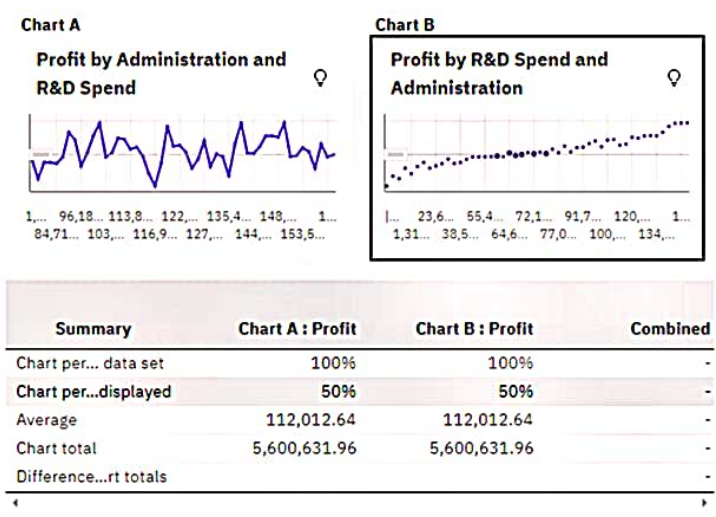 Chart A
Chart B
Profit by Administration and
R&D Spend
Profit by R&D Spend and
Administration
1,... 96,18... 113,8... 122,... 135,4... 148,... 1...
84,71... 103,... 116,9... 127,... 144,... 153,5...
... 23,6... 55,4... 72,1... 91,7... 120,... 1...
1,31... 38,5... 64,6... 77,0... 100,... 134,...
Summary Chart A : Profit Chart B : Profit Combined
Chart per... data set 100% 100% -
Chart per...displayed 50% 50% -
Average 112,012.64 112,012.64 -
Chart total 5,600,631.96 5,600,631.96 -
Difference...rt totals -